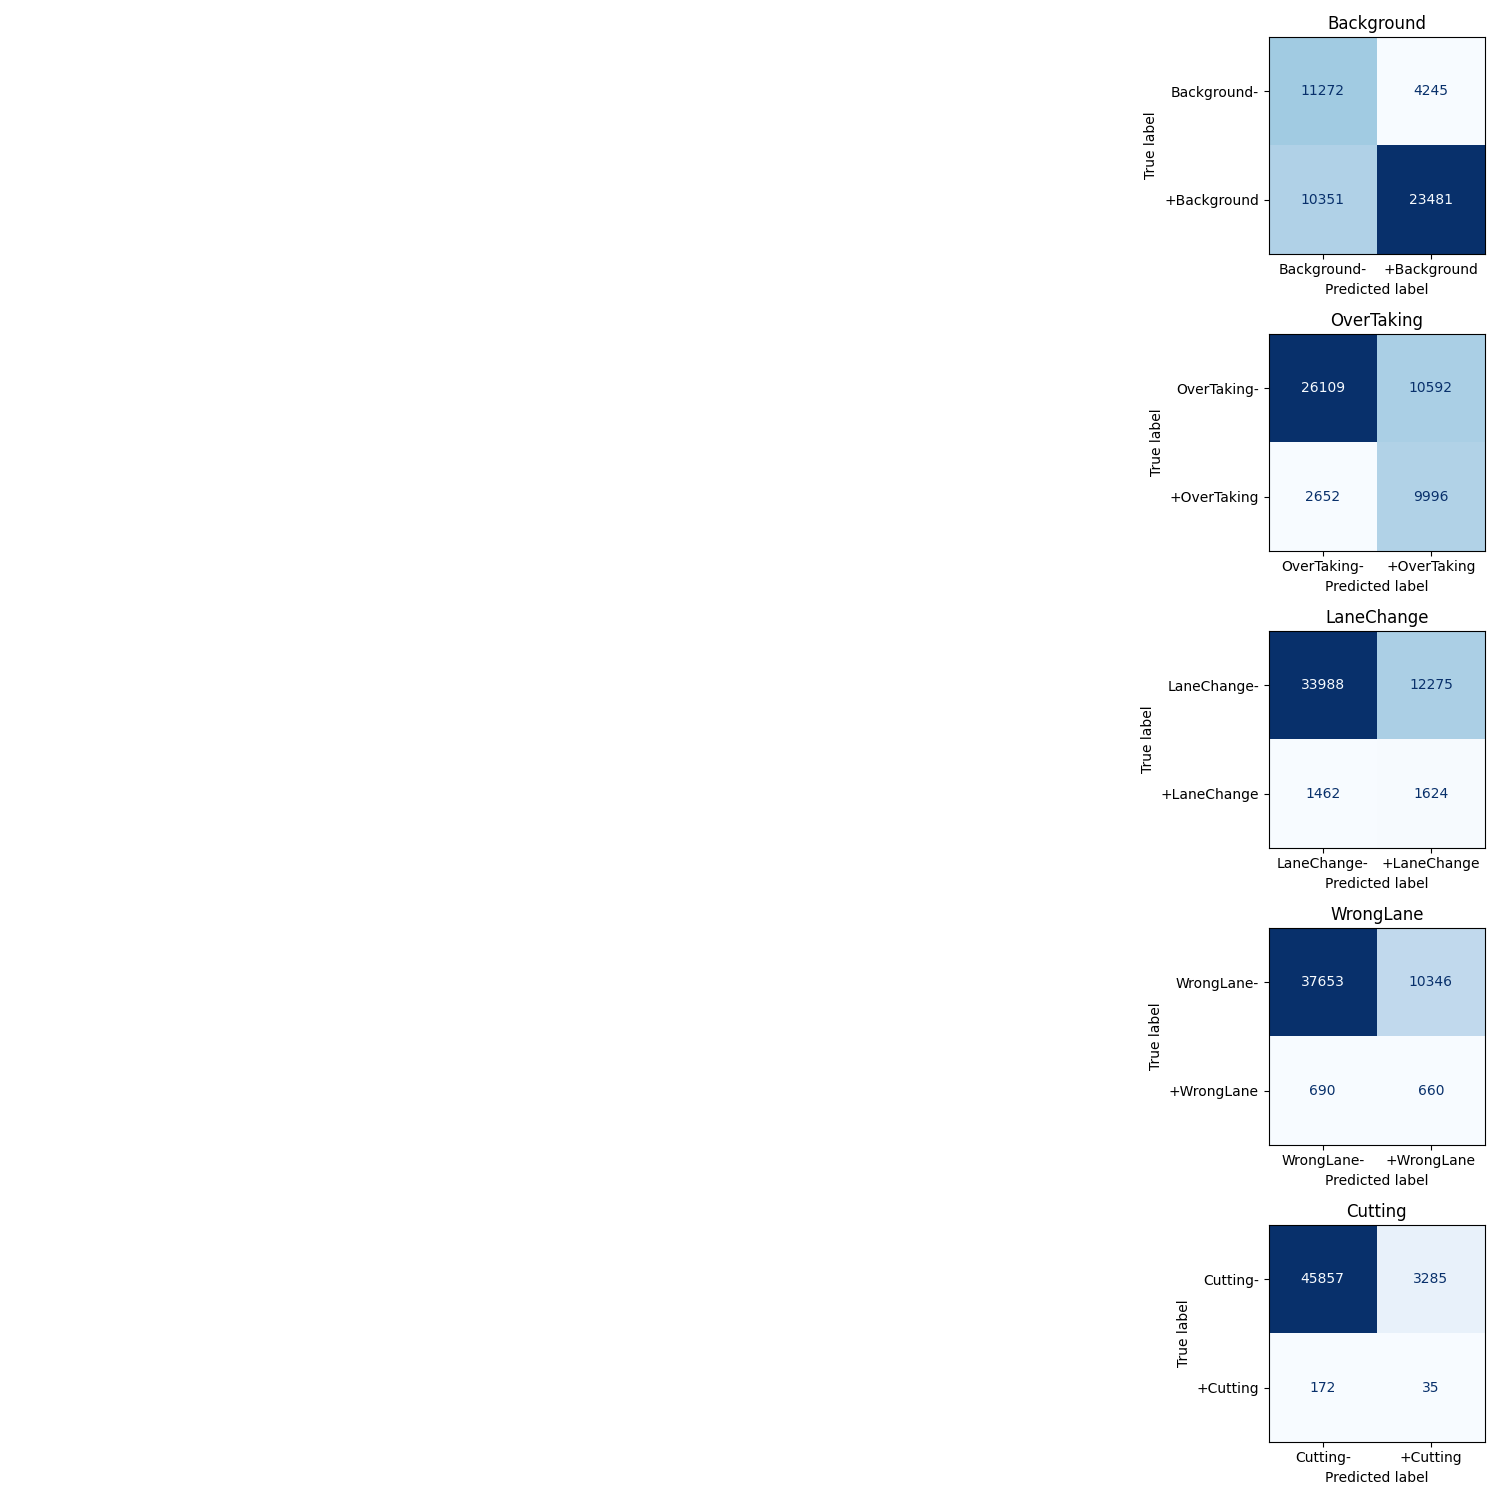 Background
True label
Background-
11272
4245
+Background
10351
23481
Background-
+Background
Predicted label
OverTaking
True label
OverTaking-
26109
10592
+OverTaking
2652
9996
OverTaking-
+OverTaking
Predicted label
LaneChange
True label
LaneChange-
33988
12275
+LaneChange
1462
1624
LaneChange-
+LaneChange
Predicted label
WrongLane
True label
WrongLane-
37653
10346
+WrongLane
690
660
WrongLane-
+WrongLane
Predicted label
Cutting
True label
Cutting-
45857
3285
+Cutting
172
35
Cutting-
+Cutting
Predicted label